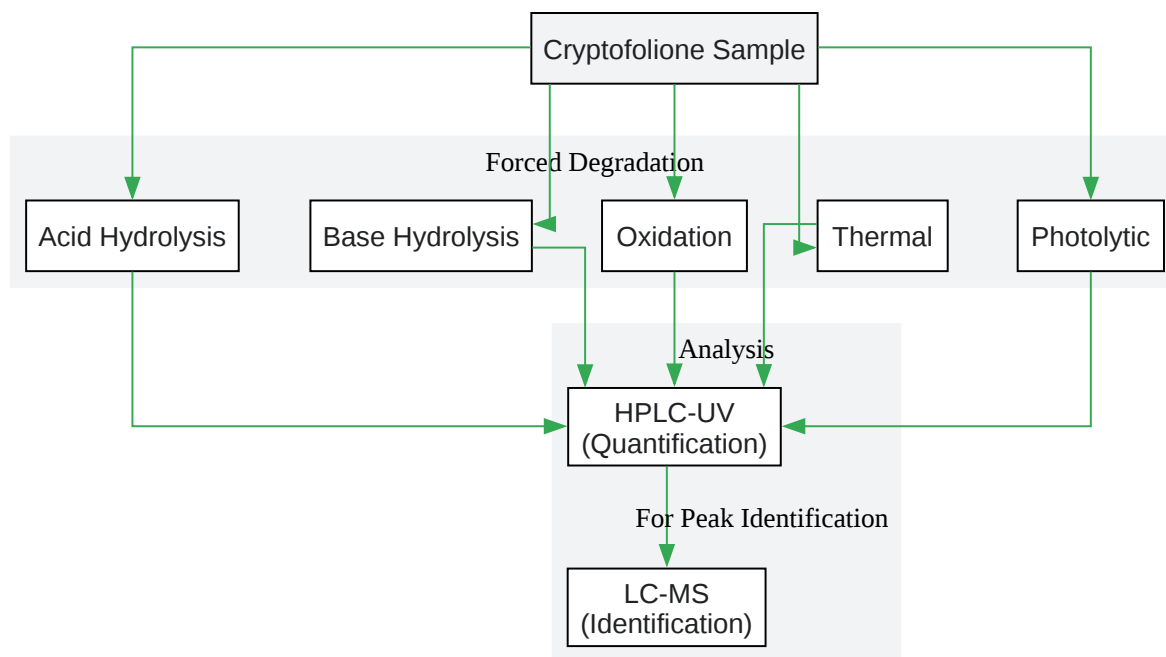 Cryptofolione Sample
Forced Degradation
Acid Hydrolysis
Base Hydrolysis
Oxidation
Thermal
Photolytic
Analysis
HPLC-UV
(Quantification)
For Peak Identification
LC-MS
(Identification)